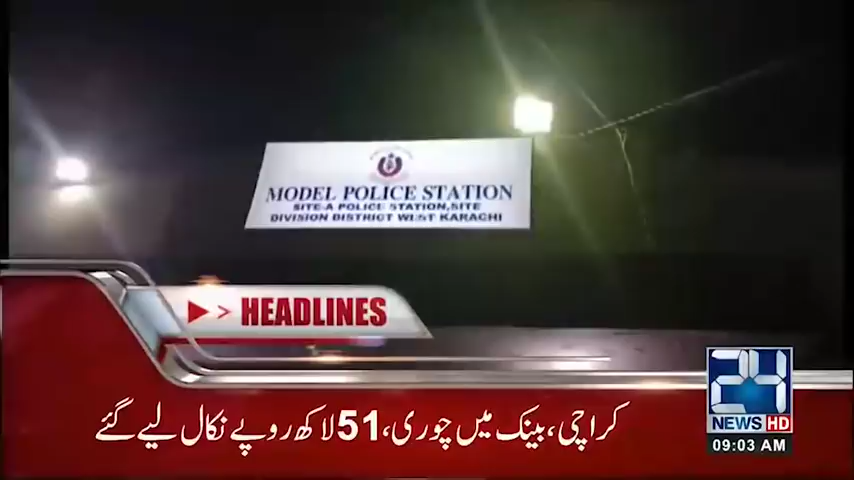 MODEL POLICE STATION
SITE-A POLICE STATION, SITE
DIVISION DISTRICT WEST KARACHI
HEADLINES
24
NEWS HD
کراچی، بینک میں چوری، 51 لاکھ روپے نکال لیے گئے
09:03 AM